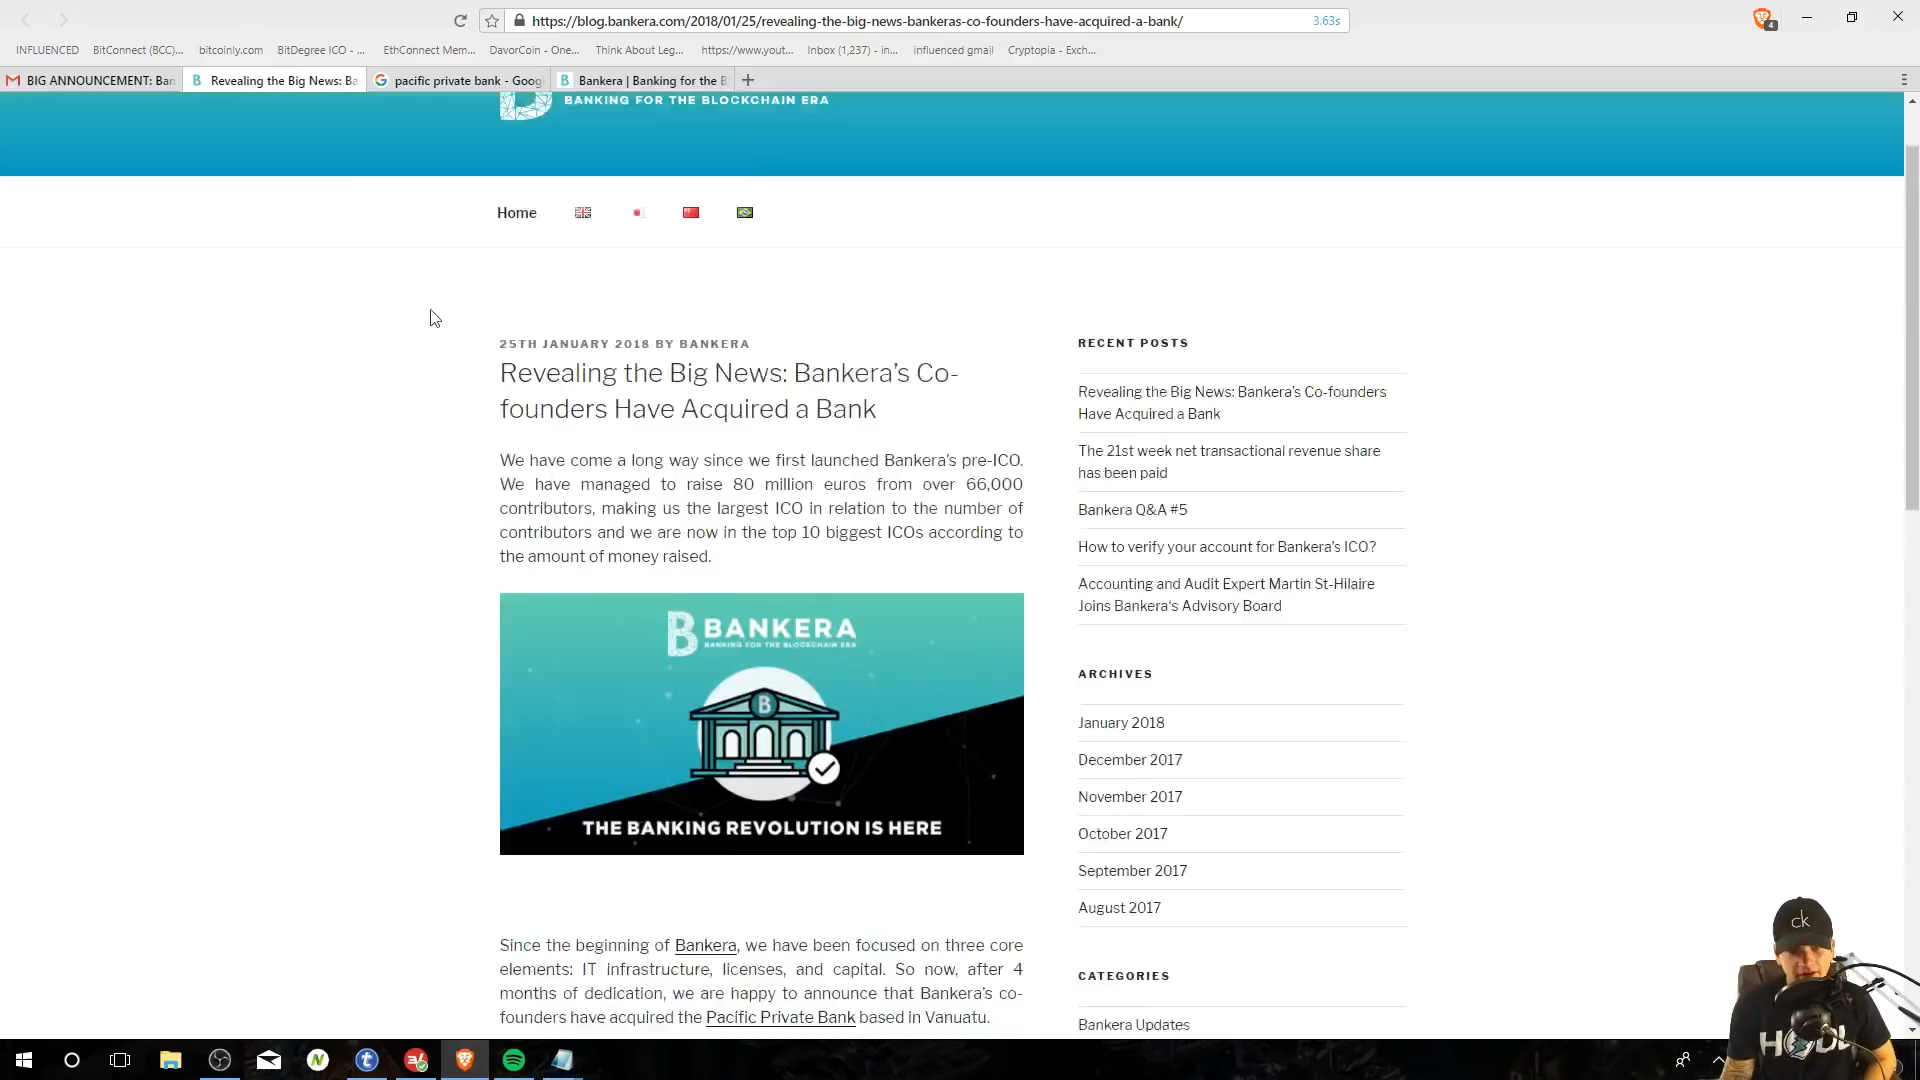 https://blog.bankera.com/2018/01/25/revealing-the-big-news-bankeras-co-founders-have-acquired-a-bank/
3.63s
4
INFLUENCED
BitConnect (BCC)...
bitcoinly.com
BitDegree ICO - ...
EthConnect Mem...
DavorCoin - One...
Think About Leg...
https://www.yout...
Inbox (1,237) - in...
influenced gmail
Cryptopia - Exch...
BIG ANNOUNCEMENT: Ban
Revealing the Big News: Ba
pacific private bank - Goog
Bankera | Banking for the B
BANKING FOR THE BLOCKCHAIN ERA
Home
25TH JANUARY 2018 BY BANKERA
Revealing the Big News: Bankera’s Co-
founders Have Acquired a Bank
We have come a long way since we first launched Bankera’s pre-ICO.
We have managed to raise 80 million euros from over 66,000
contributors, making us the largest ICO in relation to the number of
contributors and we are now in the top 10 biggest ICOs according to
the amount of money raised.
BANKERA
BANKING FOR THE BLOCKCHAIN ERA
B
THE BANKING REVOLUTION IS HERE
Since the beginning of Bankera, we have been focused on three core
elements: IT infrastructure, licenses, and capital. So now, after 4
months of dedication, we are happy to announce that Bankera’s co-
founders have acquired the Pacific Private Bank based in Vanuatu.
RECENT POSTS
Revealing the Big News: Bankera’s Co-founders
Have Acquired a Bank
The 21st week net transactional revenue share
has been paid
Bankera Q&A #5
How to verify your account for Bankera’s ICO?
Accounting and Audit Expert Martin St-Hilaire
Joins Bankera‘s Advisory Board
ARCHIVES
January 2018
December 2017
November 2017
October 2017
September 2017
August 2017
CATEGORIES
Bankera Updates
ck